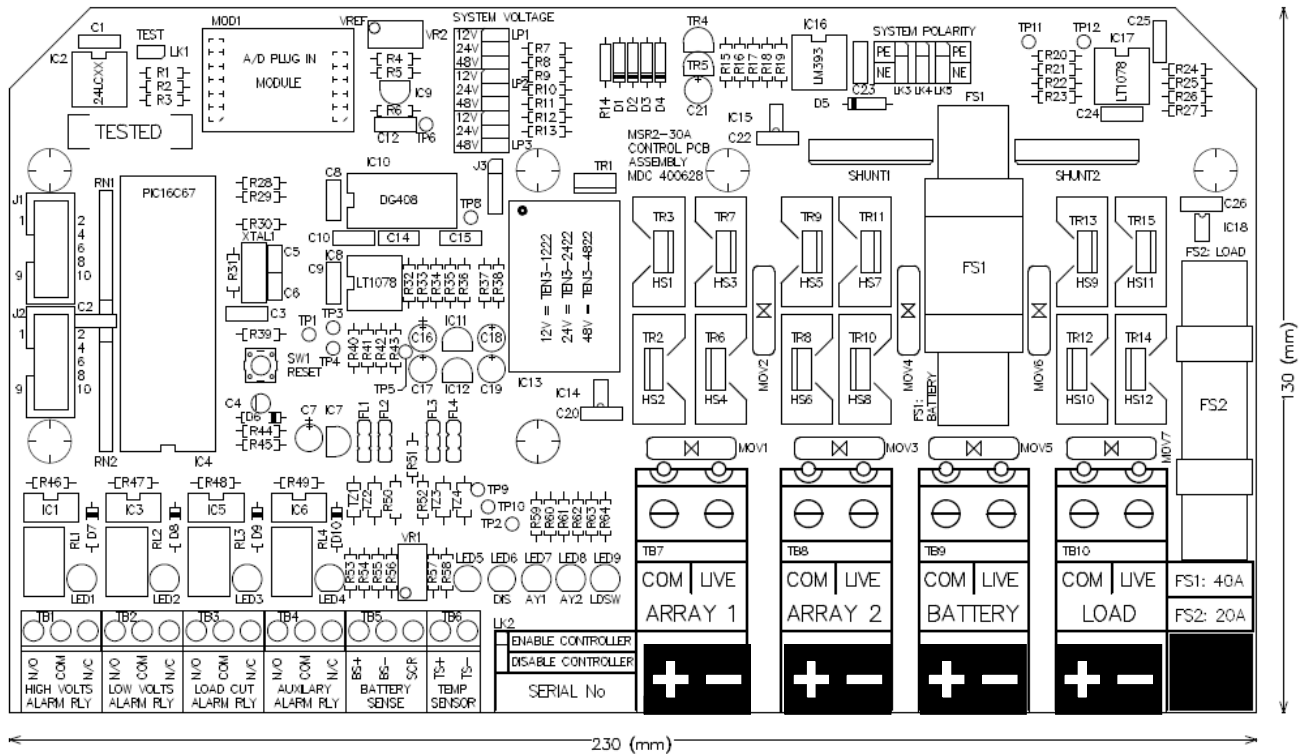 C1
TEST
MOD1
VREF
SYSTEM VOLTAGE
TR4
IC16
SYSTEM POLARITY
TP11
TP12
C25
IC2
24LCXX
LK1
R1
R2
R3
A/D PLUG IN
MODULE
VR2
R4
R5
IC9
R6
C12
TP6
12V
24V
48V
12V
24V
48V
12V
24V
48V
LP1
LP2
LP3
R7
R8
R9
R10
R11
R12
R13
R14
D1
D2
D3
D4
TR5
C21
R15
R16
R17
R18
R19
LM393
C23
D5
PE
NE
PE
NE
LK3
LK4
LK5
IC17
LT1078
R20
R21
R22
R23
C24
R24
R25
R26
R27
TESTED
IC15
C22
FS1
MSR2-30A
CONTROL PCB
ASSEMBLY
MDC 400628
SHUNT1
SHUNT2
J1
1
9
2
4
6
8
10
RN1
PIC16C67
R28
R29
R30
XTAL1
R31
C5
C6
C3
C8
IC10
DG408
J3
TP8
TR1
C10
C14
C15
C9
IC8
LT1078
R32
R33
R34
R35
R36
R37
R38
12V = TEN3-1222
24V = TEN3-2422
48V = TEN3-4822
IC13
TR3
HS1
TR7
HS3
TR9
HS5
TR11
HS7
FS1
TR13
HS9
TR15
HS11
C26
IC18
FS2: LOAD
J2
1
9
2
4
6
8
10
C2
R39
SW1
RESET
TP1
TP3
TP4
R40
R41
R42
R43
TP5
C16
IC11
C18
C17
IC12
C19
IC14
C20
TR2
HS2
TR6
HS4
MOV2
TR8
HS6
TR10
HS8
MOV4
FS1:
BATTERY
MOV6
TR12
HS10
TR14
HS12
FS2
C4
D6
R44
R45
C7
IC7
FL1
FL2
FL3
FL4
RN2
IC4
R51
MOV1
MOV3
MOV5
MOV7
R46
R47
R48
R49
IC1
IC3
IC5
IC6
D7
D8
D9
D10
RL1
RL2
RL3
RL4
TZ1
TZ2
R50
R52
TZ3
TZ4
TP9
TP10
TP2
R59
R60
R61
R62
R63
R64
VR1
R53
R54
R55
R56
R57
R58
LED1
LED2
LED3
LED4
LED5
LED6
LED7
LED8
LED9
DIS
AY1
AY2
LDSW
TB7
TB8
TB9
TB10
COM
LIVE
COM
LIVE
COM
LIVE
COM
LIVE
ARRAY 1
ARRAY 2
BATTERY
LOAD
FS1: 40A
FS2: 20A
TB1
TB2
TB3
TB4
TB5
TB6
LK2
ENABLE CONTROLLER
DISABLE CONTROLLER
SERIAL No
N/O
COM
N/C
N/O
COM
N/C
N/O
COM
N/C
N/O
COM
N/C
BS+
BS-
SCR
TS+
TS-
HIGH VOLTS
ALARM RLY
LOW VOLTS
ALARM RLY
LOAD CUT
ALARM RLY
AUXILARY
ALARM RLY
BATTERY
SENSE
TEMP
SENSOR
+ −
+ −
+ −
+ −
230 (mm)
130 (mm)